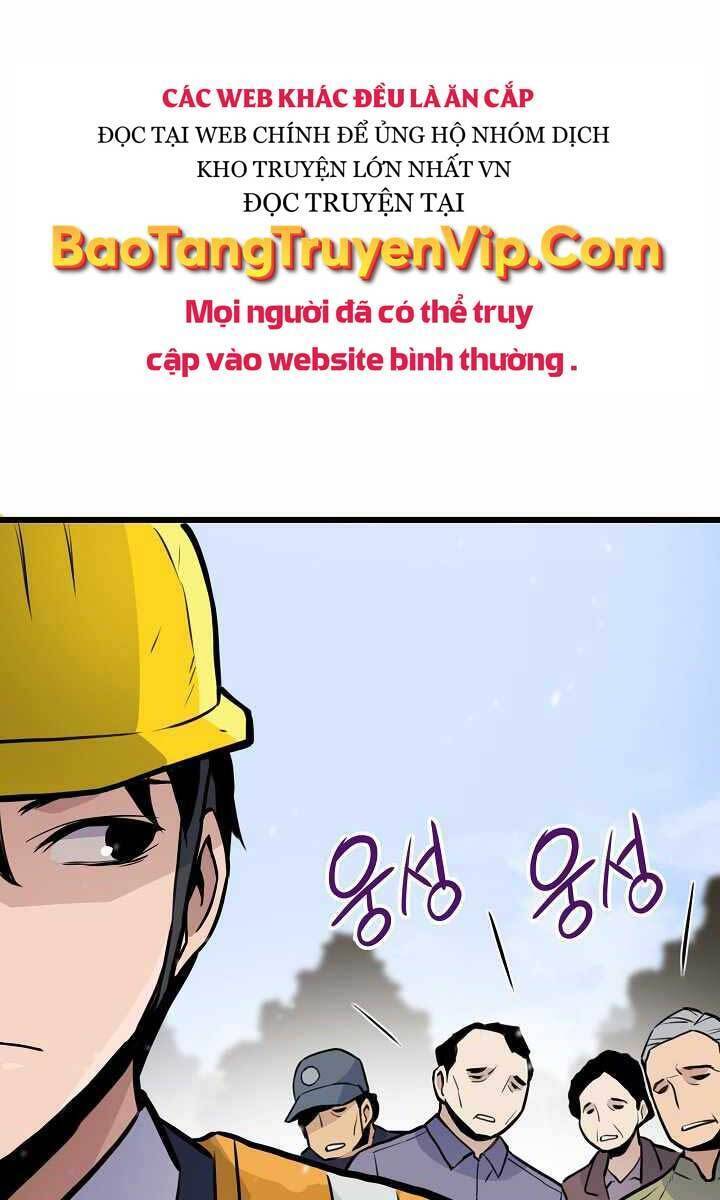 CÁC WEB KHÁC ĐỀU LÀ ĂN CẮP
ĐỌC TẠI WEB CHÍNH ĐỂ ỦNG HỘ NHÓM DỊCH
KHO TRUYỆN LỚN NHẤT VN
ĐỌC TRUYỆN TẠI
BaoTangTruyenVip.Com
Mọi người đã có thể truy
cập vào website bình thường .
웅성 웅성